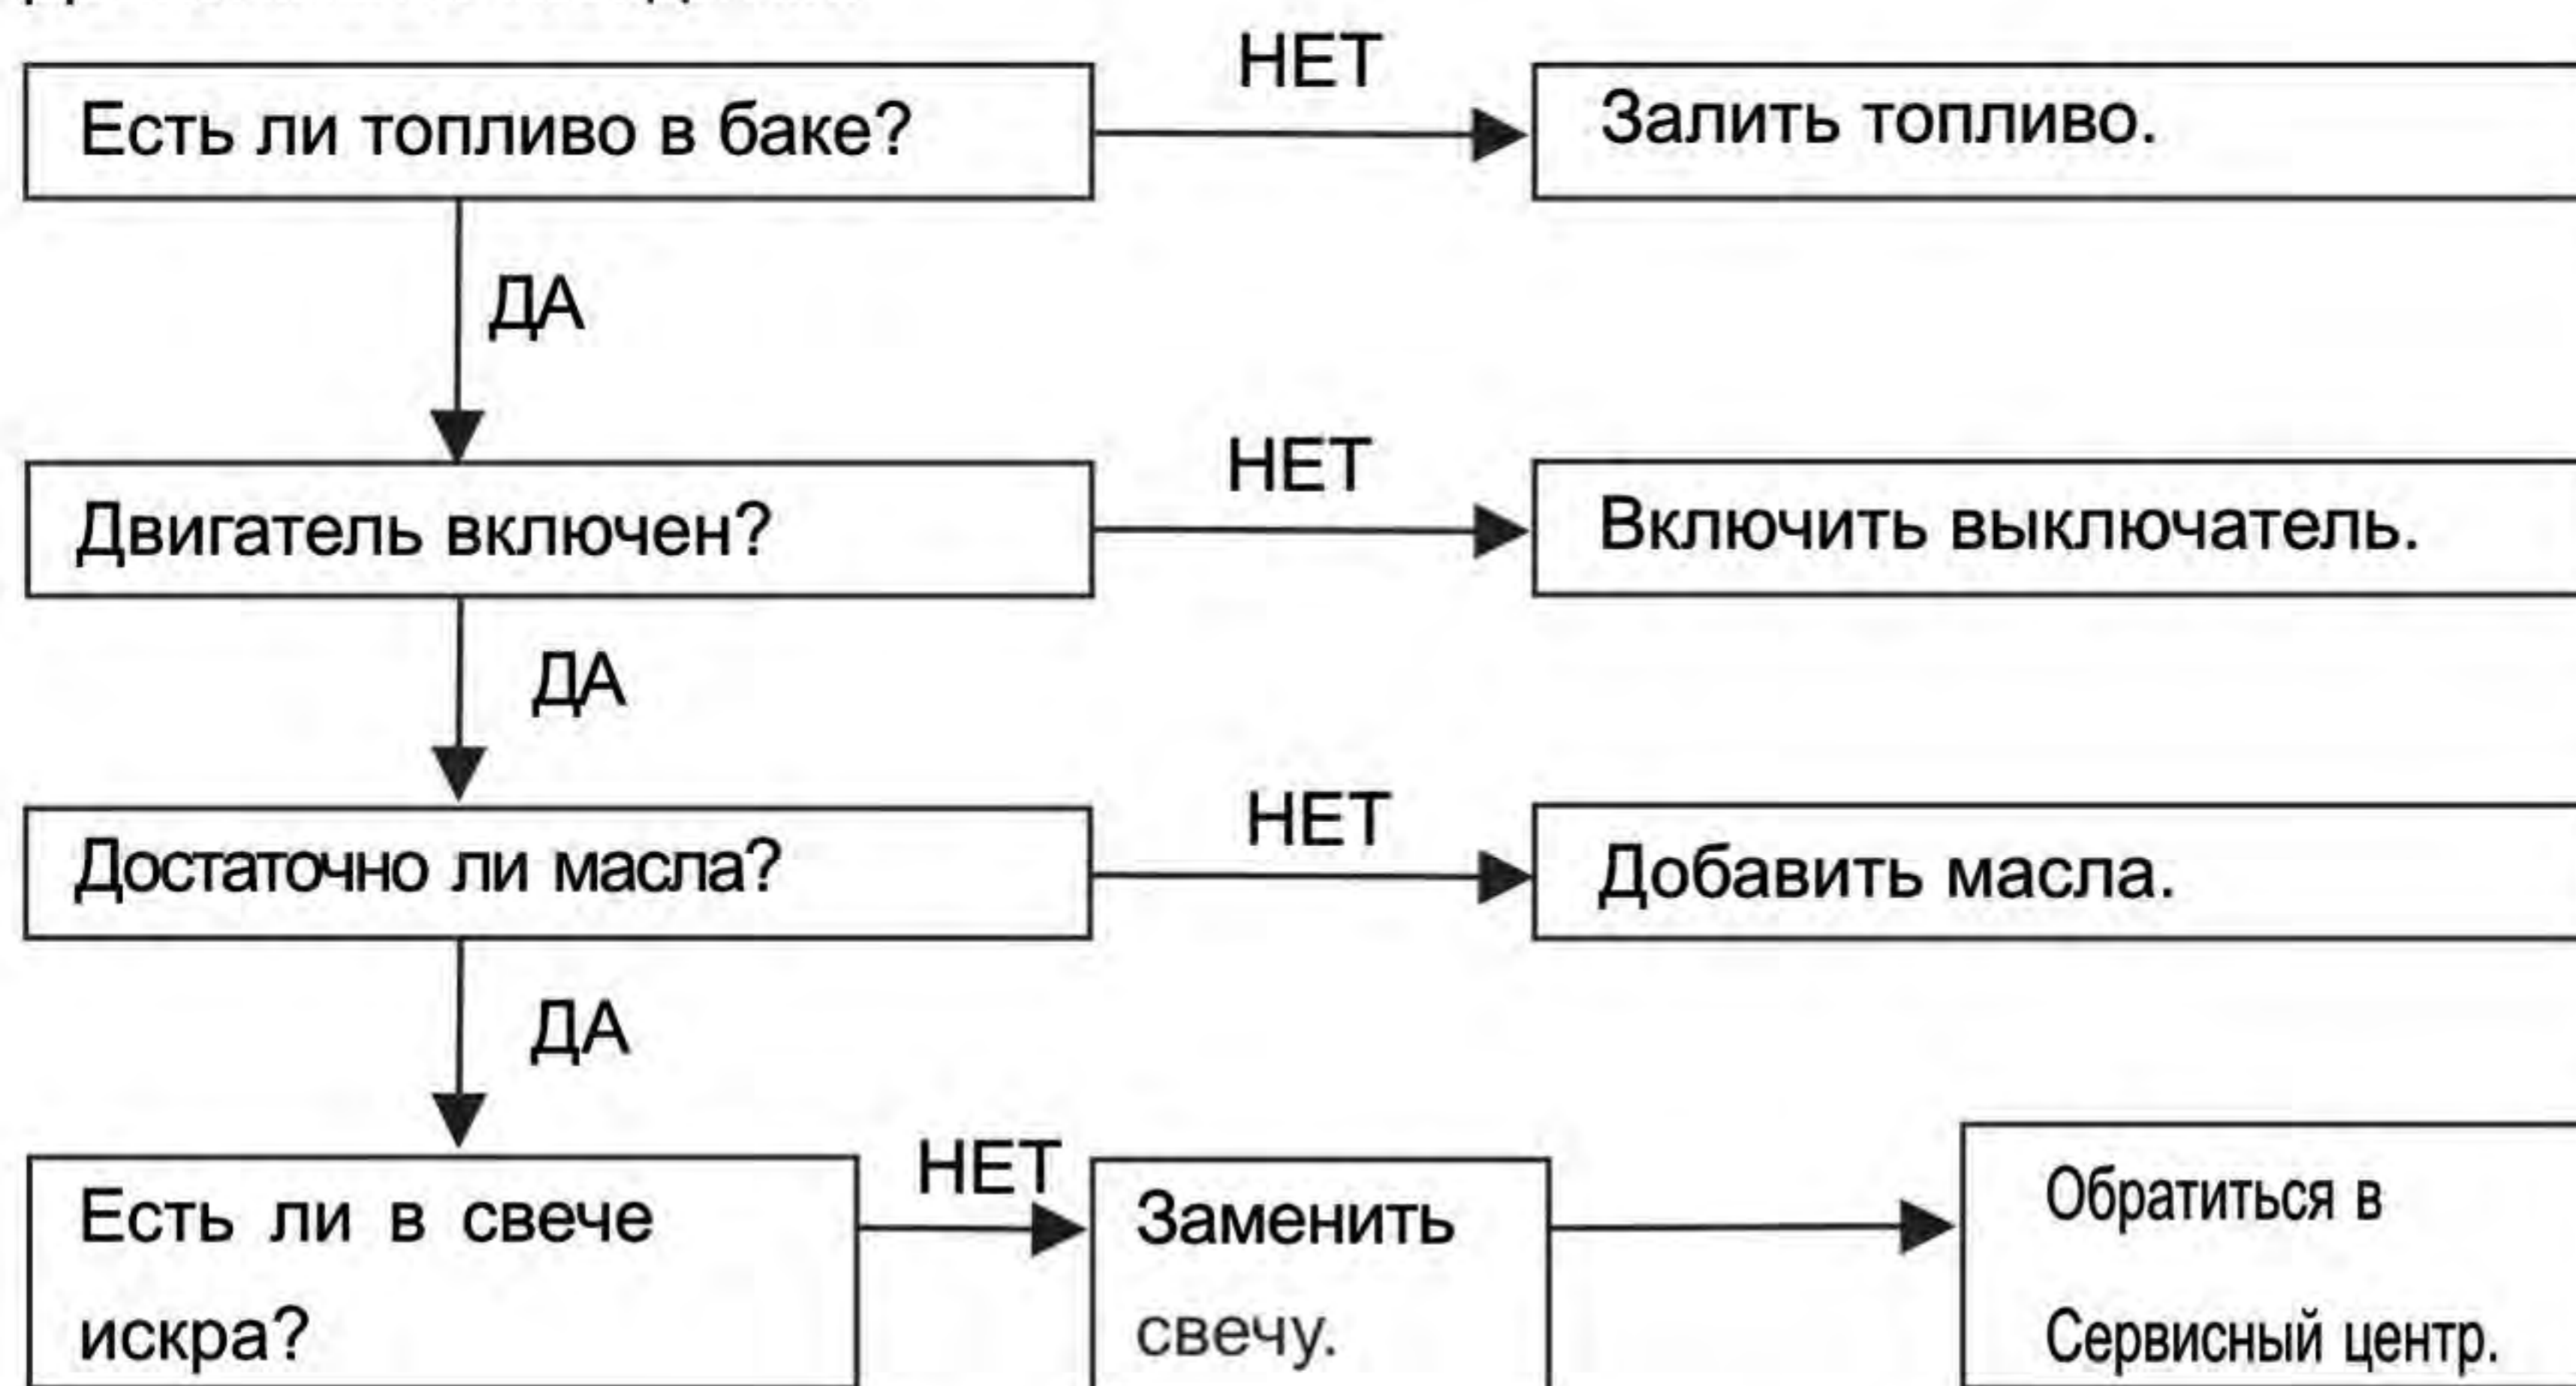 НЕТ
Есть ли топливо в баке?
Залить топливо.
ДА
НЕТ
Двигатель включен?
Включить выключатель.
ДА
НЕТ
Достаточно ли масла?
Добавить масла.
ДА
НЕТ
Есть ли в свече
искра?
Заменить
свечу.
Обратиться в
Сервисный центр.